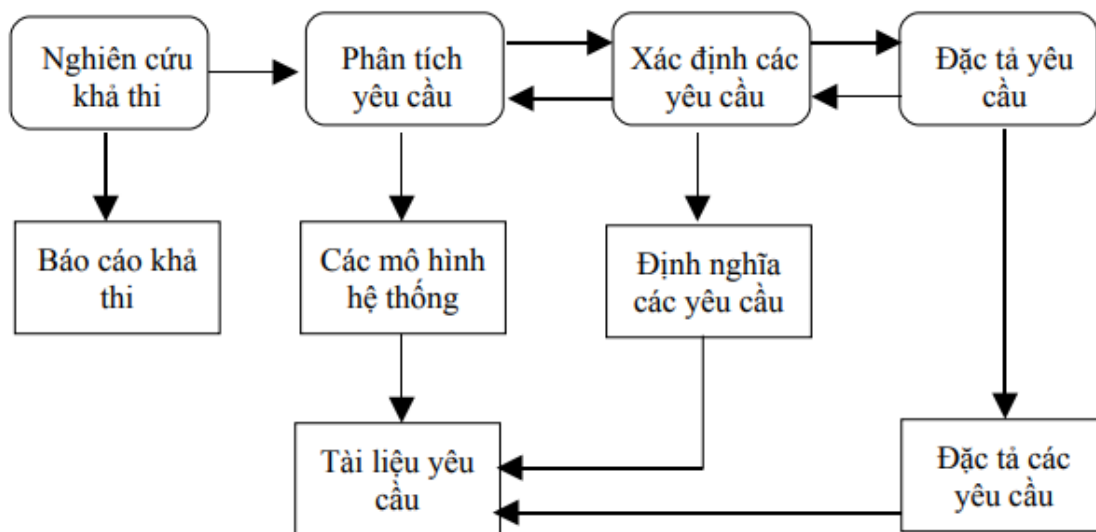 Nghiên cứu
khả thi
Phân tích
yêu cầu
Xác định các
yêu cầu
Đặc tả yêu
cầu
Báo cáo khả
thi
Các mô hình
hệ thống
Định nghĩa
các yêu cầu
Tài liệu yêu
cầu
Đặc tả các
yêu cầu